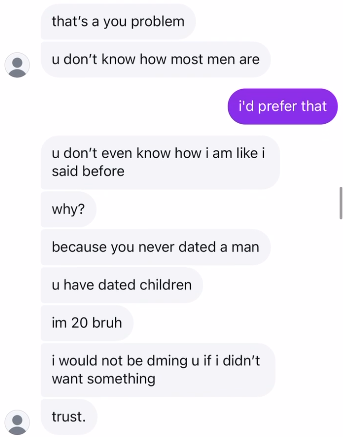 that's a you problem
u don't know how most men are
i'd prefer that
u don't even know how i am like i
said before
why?
because you never dated a man
u have dated children
im 20 bruh
i would not be dming u if i didn't
want something
trust.